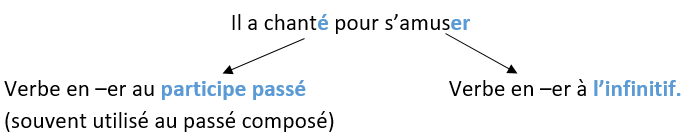 Il a chanté pour s’amuser
Verbe en –er au participe passé
(souvent utilisé au passé composé)
Verbe en –er à l’infinitif.